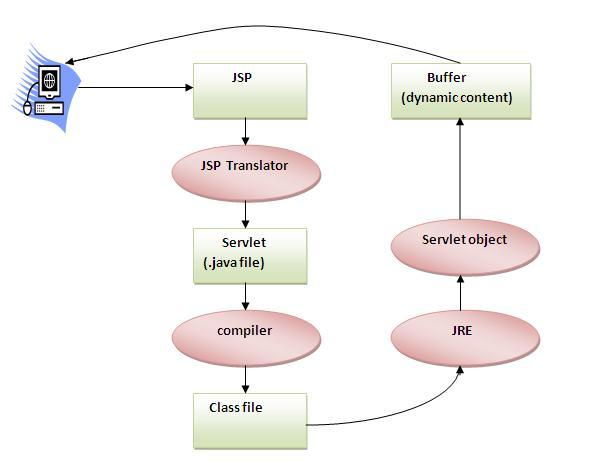 JSP
Buffer
(dynamic content)
JSP Translator
Servlet
(.java file)
Servlet object
compiler
JRE
Class file